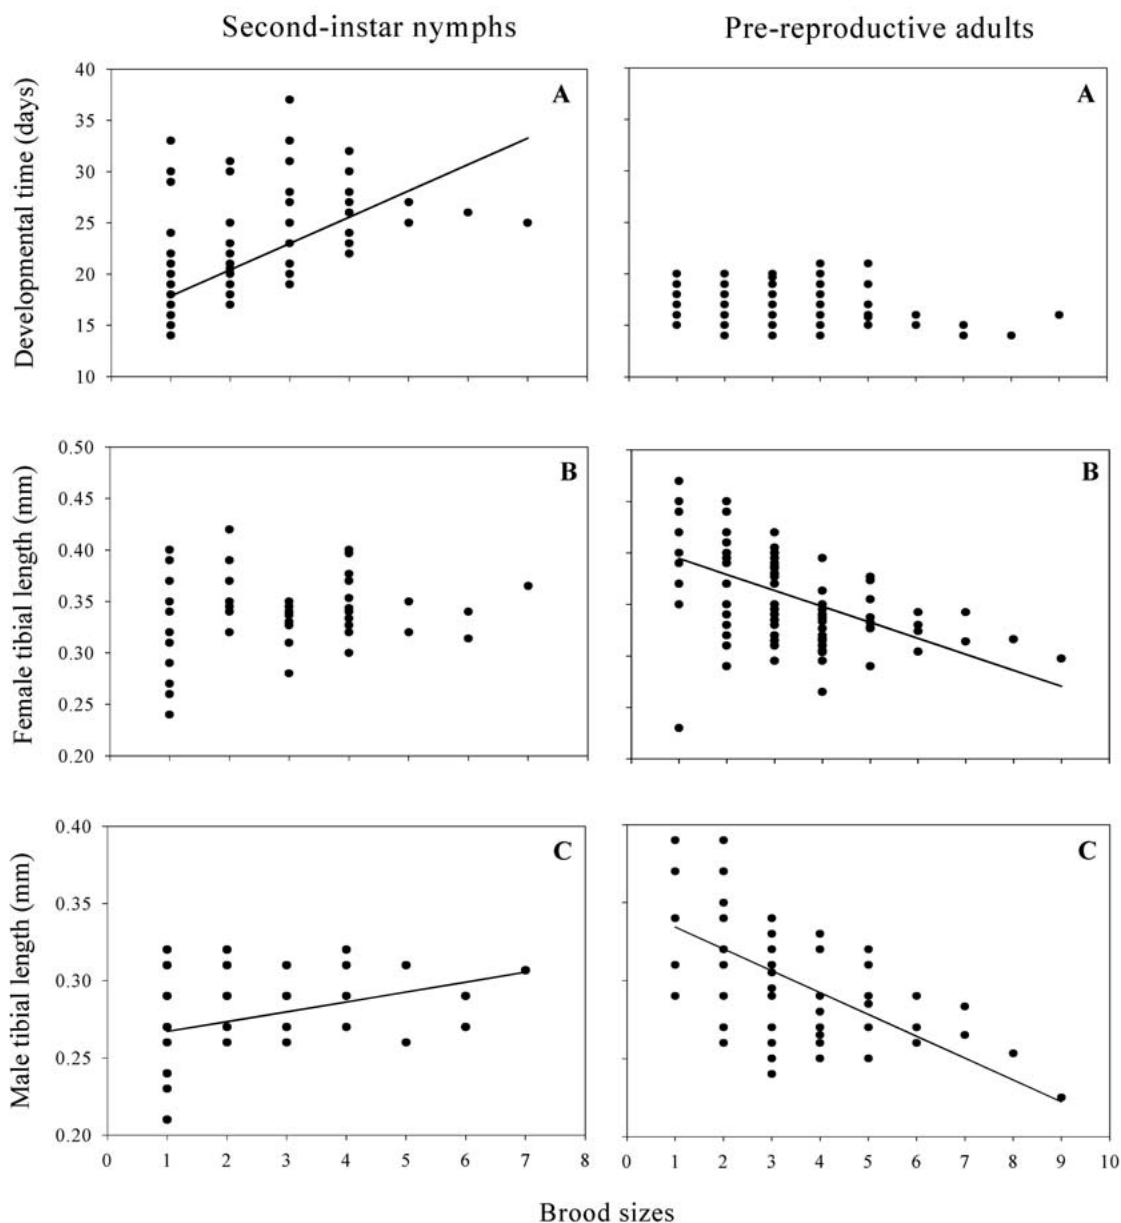 Second-instar nymphs
Pre-reproductive adults
Developmental time (days)
40
35
30
25
20
15
10
A
A
Female tibial length (mm)
0.50
0.45
0.40
0.35
0.30
0.25
0.20
B
B
Male tibial length (mm)
0.40
0.35
0.30
0.25
0.20
C
C
0 1 2 3 4 5 6 7 8
0 1 2 3 4 5 6 7 8 9 10
Brood sizes